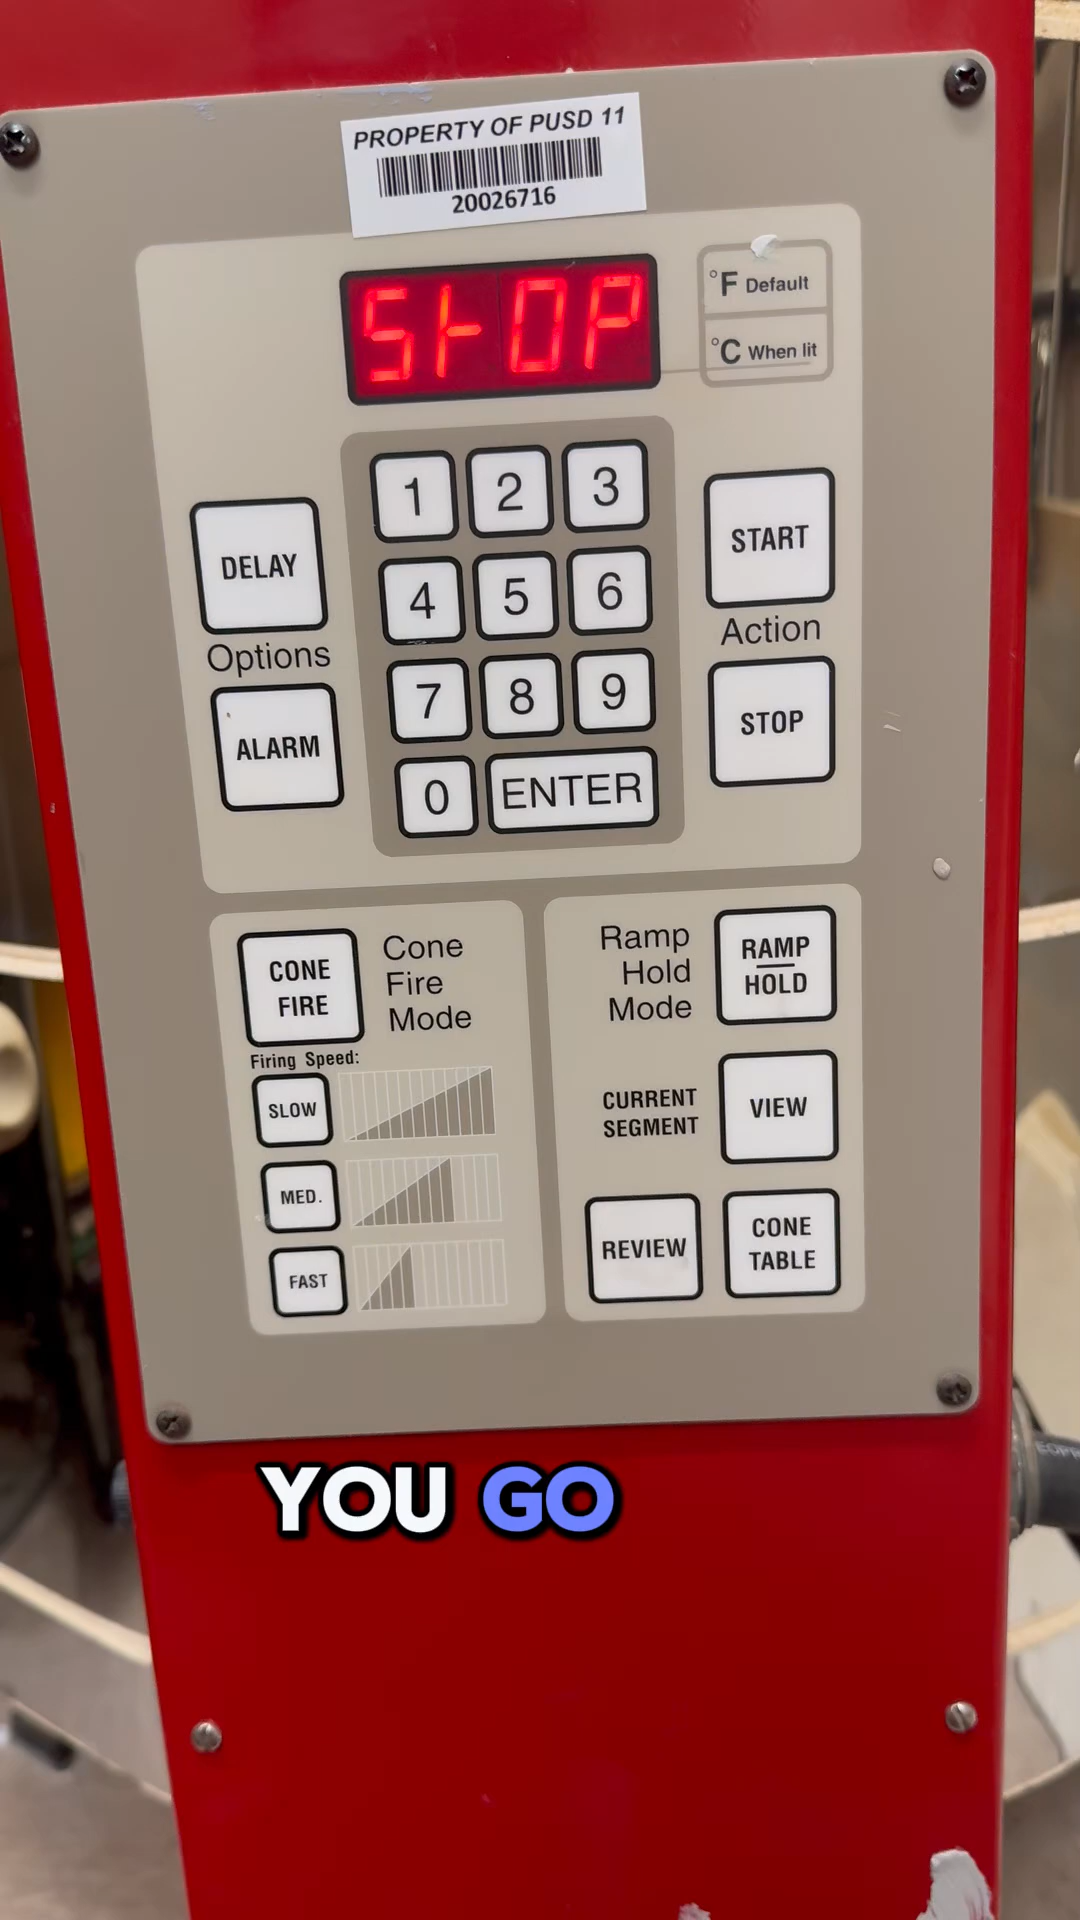 PROPERTY OF PUSD 11
20026716
STOP
°F Default
°C When lit
1 2 3
4 5 6
7 8 9
0 ENTER
DELAY
Options
ALARM
START
Action
STOP
CONE
FIRE
Cone
Fire
Mode
Firing Speed:
SLOW
MED.
FAST
Ramp
Hold
Mode
RAMP
HOLD
CURRENT
SEGMENT
VIEW
REVIEW
CONE
TABLE
YOU GO